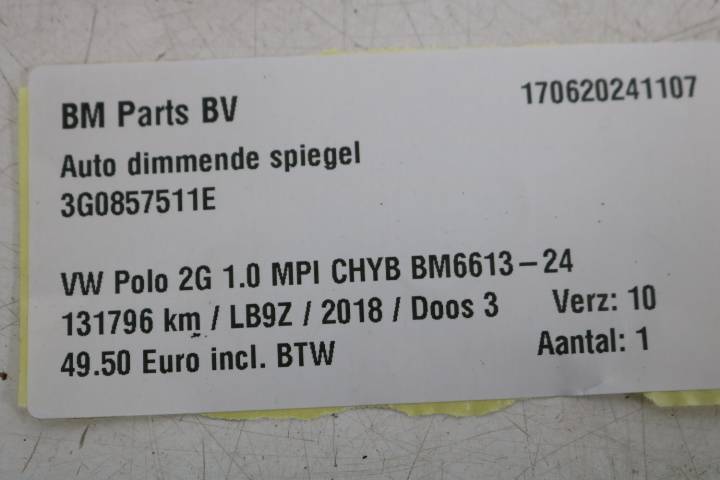 BM Parts BV 170620241107
Auto dimmende spiegel
3G0857511E
VW Polo 2G 1.0 MPI CHYB BM6613-24
131796 km / LB9Z / 2018 / Doos 3 Verz: 10
49.50 Euro incl. BTW Aantal: 1